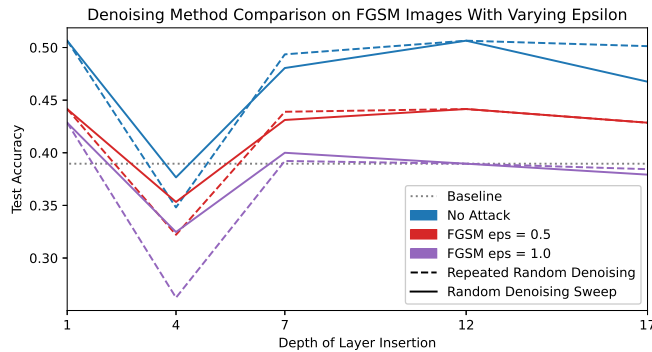 Denoising Method Comparison on FGSM Images With Varying Epsilon
0.50
0.45
0.40
0.35
0.30
Test Accuracy
Baseline
No Attack
FGSM eps = 0.5
FGSM eps = 1.0
Repeated Random Denoising
Random Denoising Sweep
1 4 7 12 17
Depth of Layer Insertion